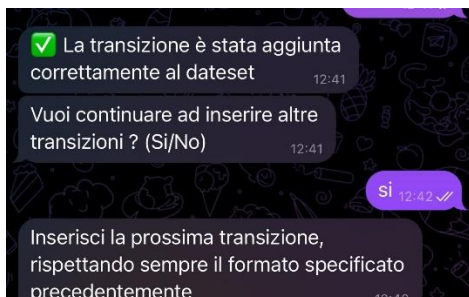 ✅ La transizione è stata aggiunta
correttamente al dateset 12:41
Vuoi continuare ad inserire altre
transizioni ? (Si/No) 12:41
si 12:42
Inserisci la prossima transizione,
rispettando sempre il formato specificato
precedentemente